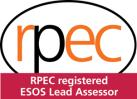 rpec
RPEC registered
ESOS Lead Assessor